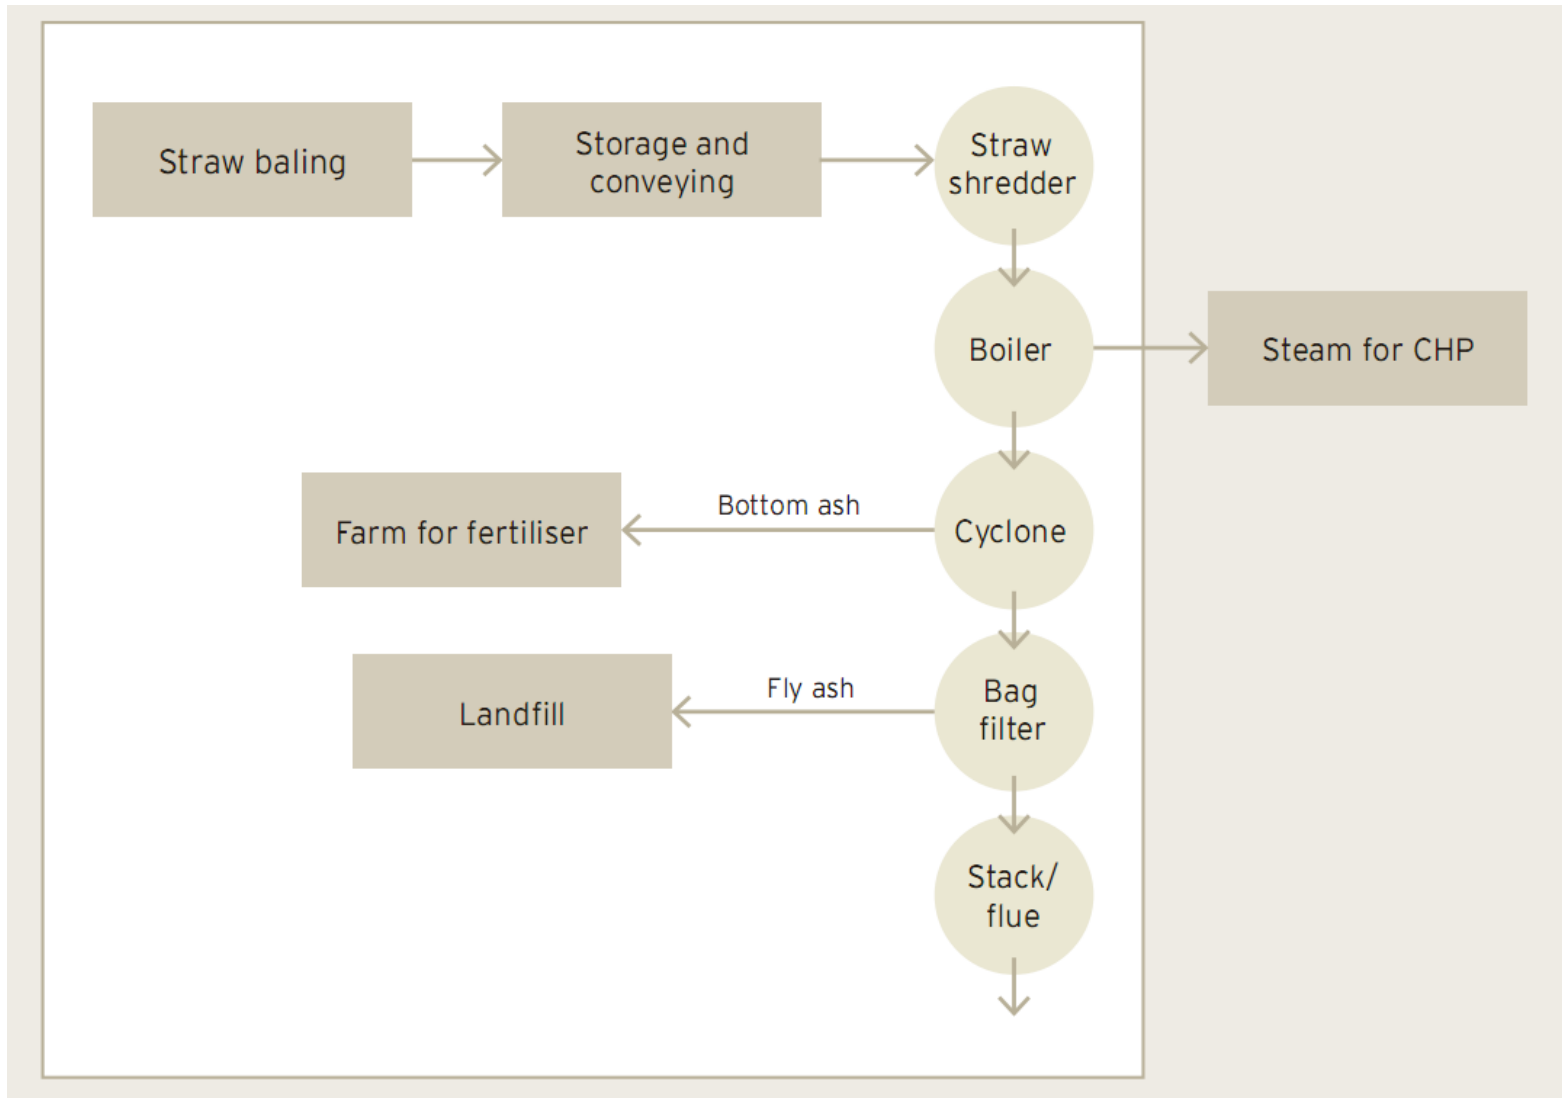 Straw baling
Storage and
conveying
Straw
shredder
Boiler
Steam for CHP
Bottom ash
Farm for fertiliser
Cyclone
Fly ash
Landfill
Bag
filter
Stack/
flue